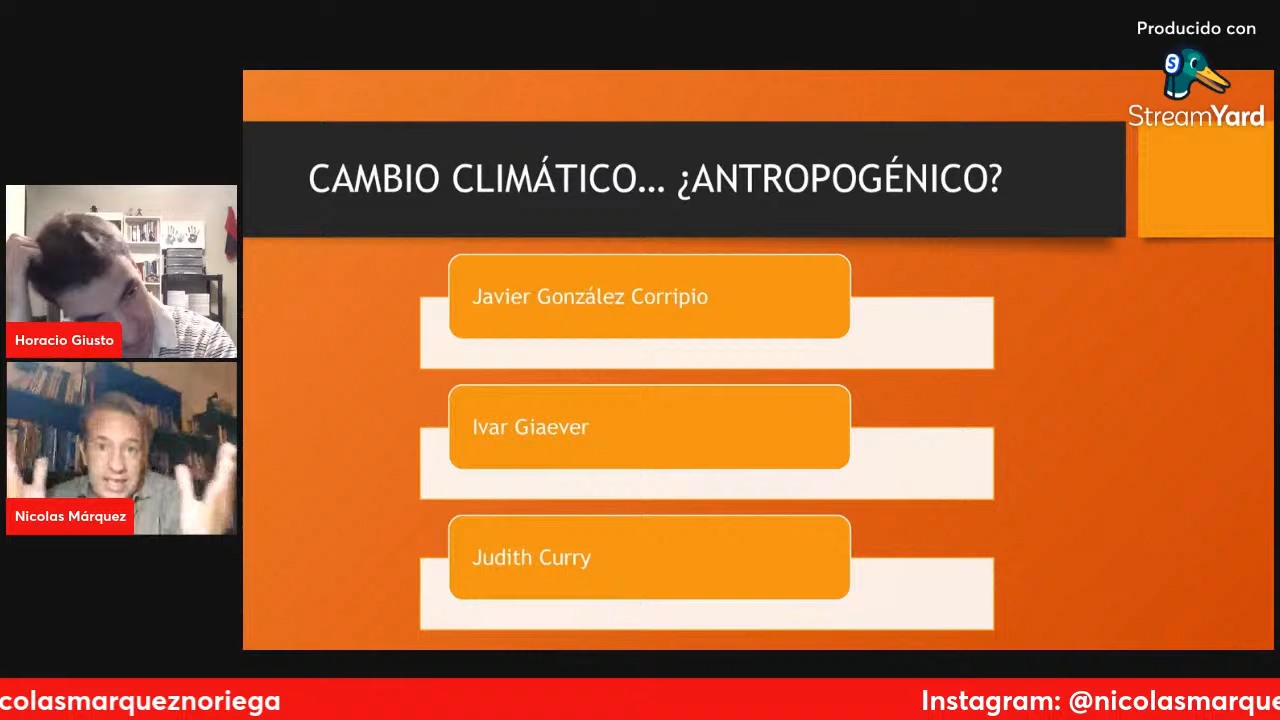 Producido con
StreamYard
CAMBIO CLIMÁTICO... ¿ANTROPOGÉNICO?
Javier González Corripio
Horacio Giusto
Ivar Giaever
Nicolas Márquez
Judith Curry
colasmarqueznoriega
Instagram: @nicolasmarque